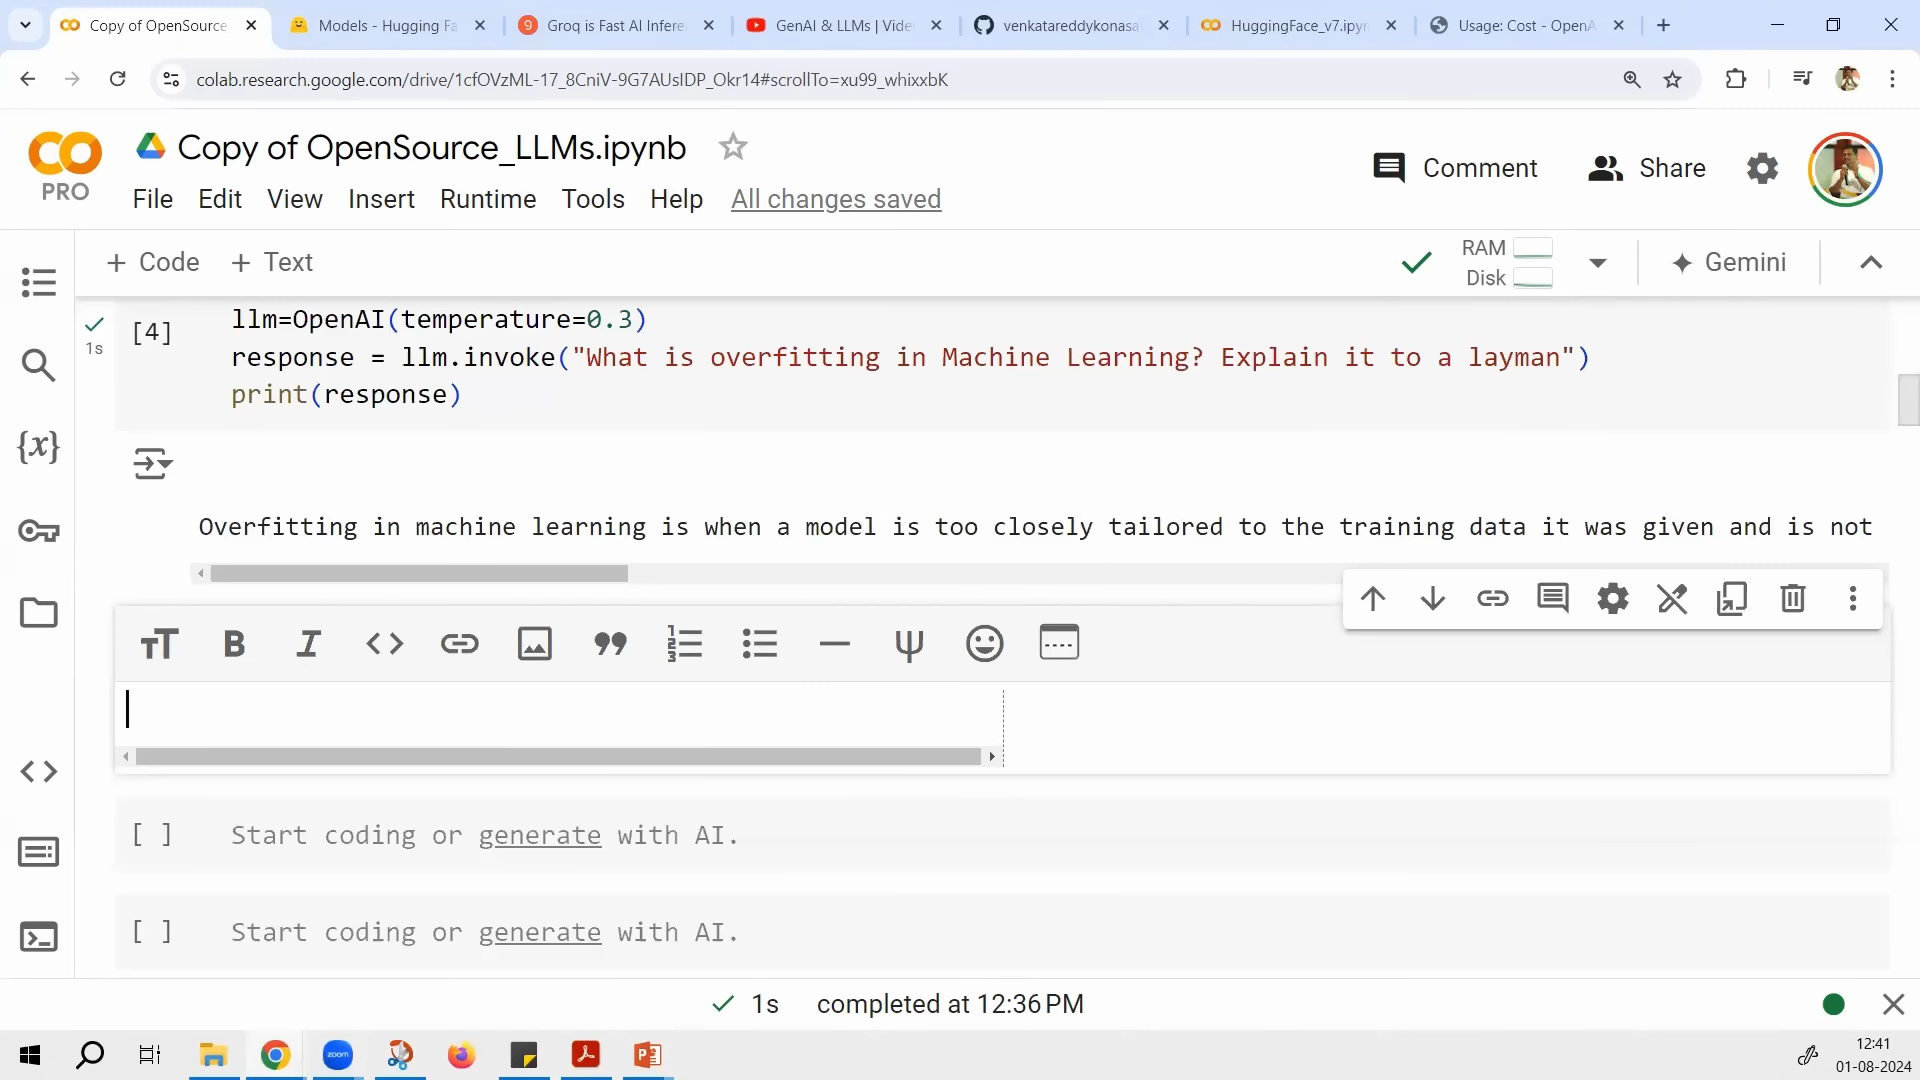 Copy of OpenSource
Models - Hugging Fa
Groq is Fast AI Infere
GenAI & LLMs | Vide
venkatareddykonasa
HuggingFace_v7.ipyn
Usage: Cost - OpenA
colab.research.google.com/drive/1cfOVzML-17_8CniV-9G7AUsIDP_Okr14#scrollTo=xu99_whixxbK
PRO
Copy of OpenSource_LLMs.ipynb
Comment
Share
File Edit View Insert Runtime Tools Help All changes saved
+ Code + Text
RAM
Disk
Gemini
1s
[4]
llm=OpenAI(temperature=0.3)
response = llm.invoke("What is overfitting in Machine Learning? Explain it to a layman")
print(response)
{x}
Overfitting in machine learning is when a model is too closely tailored to the training data it was given and is not
[ ] Start coding or generate with AI.
[ ] Start coding or generate with AI.
1s completed at 12:36 PM
zoom
12:41
01-08-2024